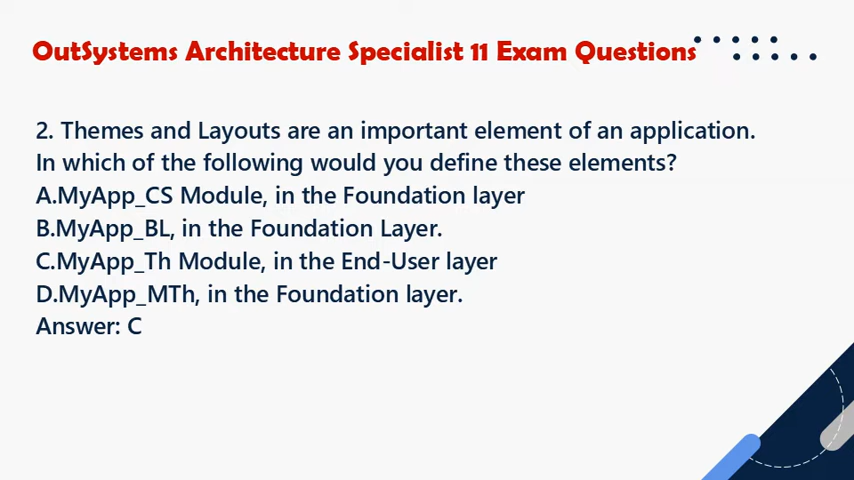 OutSystems Architecture Specialist 11 Exam Questions
2. Themes and Layouts are an important element of an application.
In which of the following would you define these elements?
A.MyApp_CS Module, in the Foundation layer
B.MyApp_BL, in the Foundation Layer.
C.MyApp_Th Module, in the End-User layer
D.MyApp_MTh, in the Foundation layer.
Answer: C